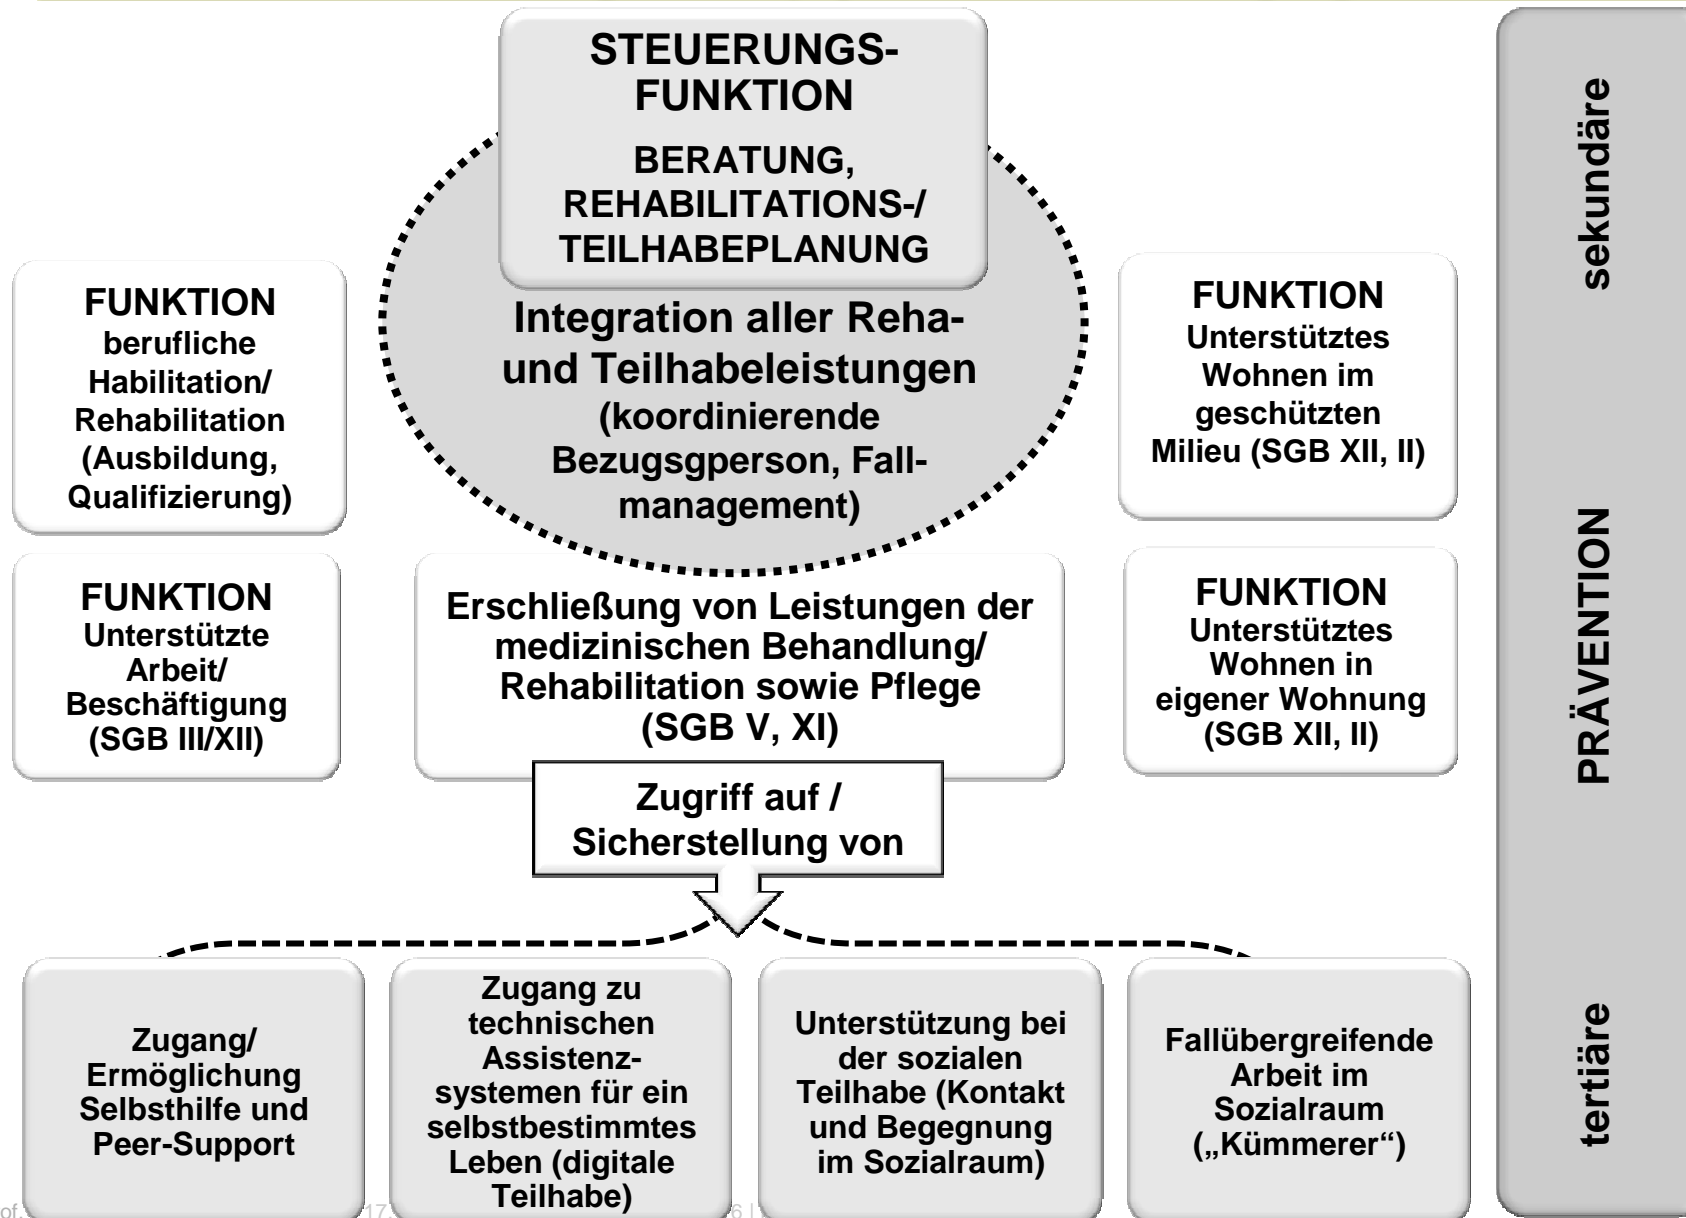 STEUERUNGS-
FUNKTION
BERATUNG,
REHABILITATIONS-/
TEILHABEPLANUNG
Integration aller Reha-
und Teilhabeleistungen
(koordinierende
Bezugsgperson, Fall-
management)
FUNKTION
berufliche
Habilitation/
Rehabilitation
(Ausbildung,
Qualifizierung)
FUNKTION
Unterstütztes
Wohnen im
geschützten
Milieu (SGB XII, II)
FUNKTION
Unterstützte
Arbeit/
Beschäftigung
(SGB III/XII)
Erschließung von Leistungen der
medizinischen Behandlung/
Rehabilitation sowie Pflege
(SGB V, XI)
FUNKTION
Unterstütztes
Wohnen in
eigener Wohnung
(SGB XII, II)
Zugriff auf /
Sicherstellung von
Zugang/
Ermöglichung
Selbsthilfe und
Peer-Support
Zugang zu
technischen
Assistenz-
systemen für ein
selbstbestimmtes
Leben (digitale
Teilhabe)
Unterstützung bei
der sozialen
Teilhabe (Kontakt
und Begegnung
im Sozialraum)
Fallübergreifende
Arbeit im
Sozialraum
(„Kümmerer“)
sekundäre
PRÄVENTION
tertiäre